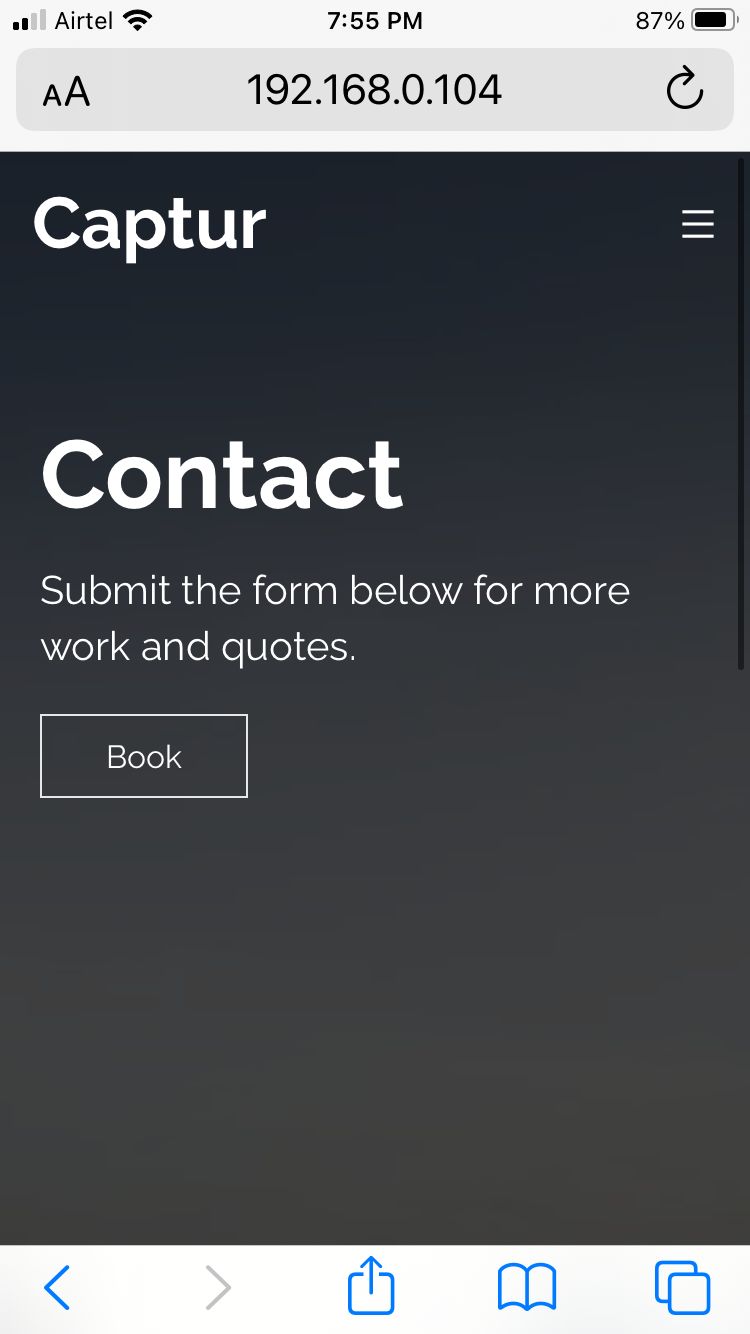 Airtel 7:55 PM 87%
AA 192.168.0.104
Captur
Contact
Submit the form below for more
work and quotes.
Book